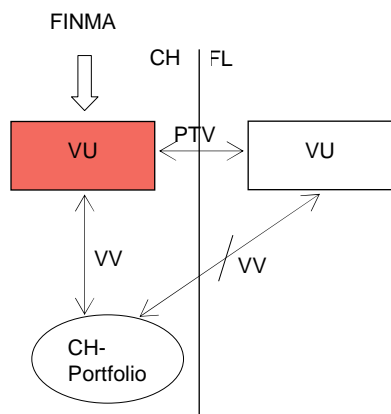 FINMA
CH FL
PTV
VU
VU
VV
VV
CH-
Portfolio